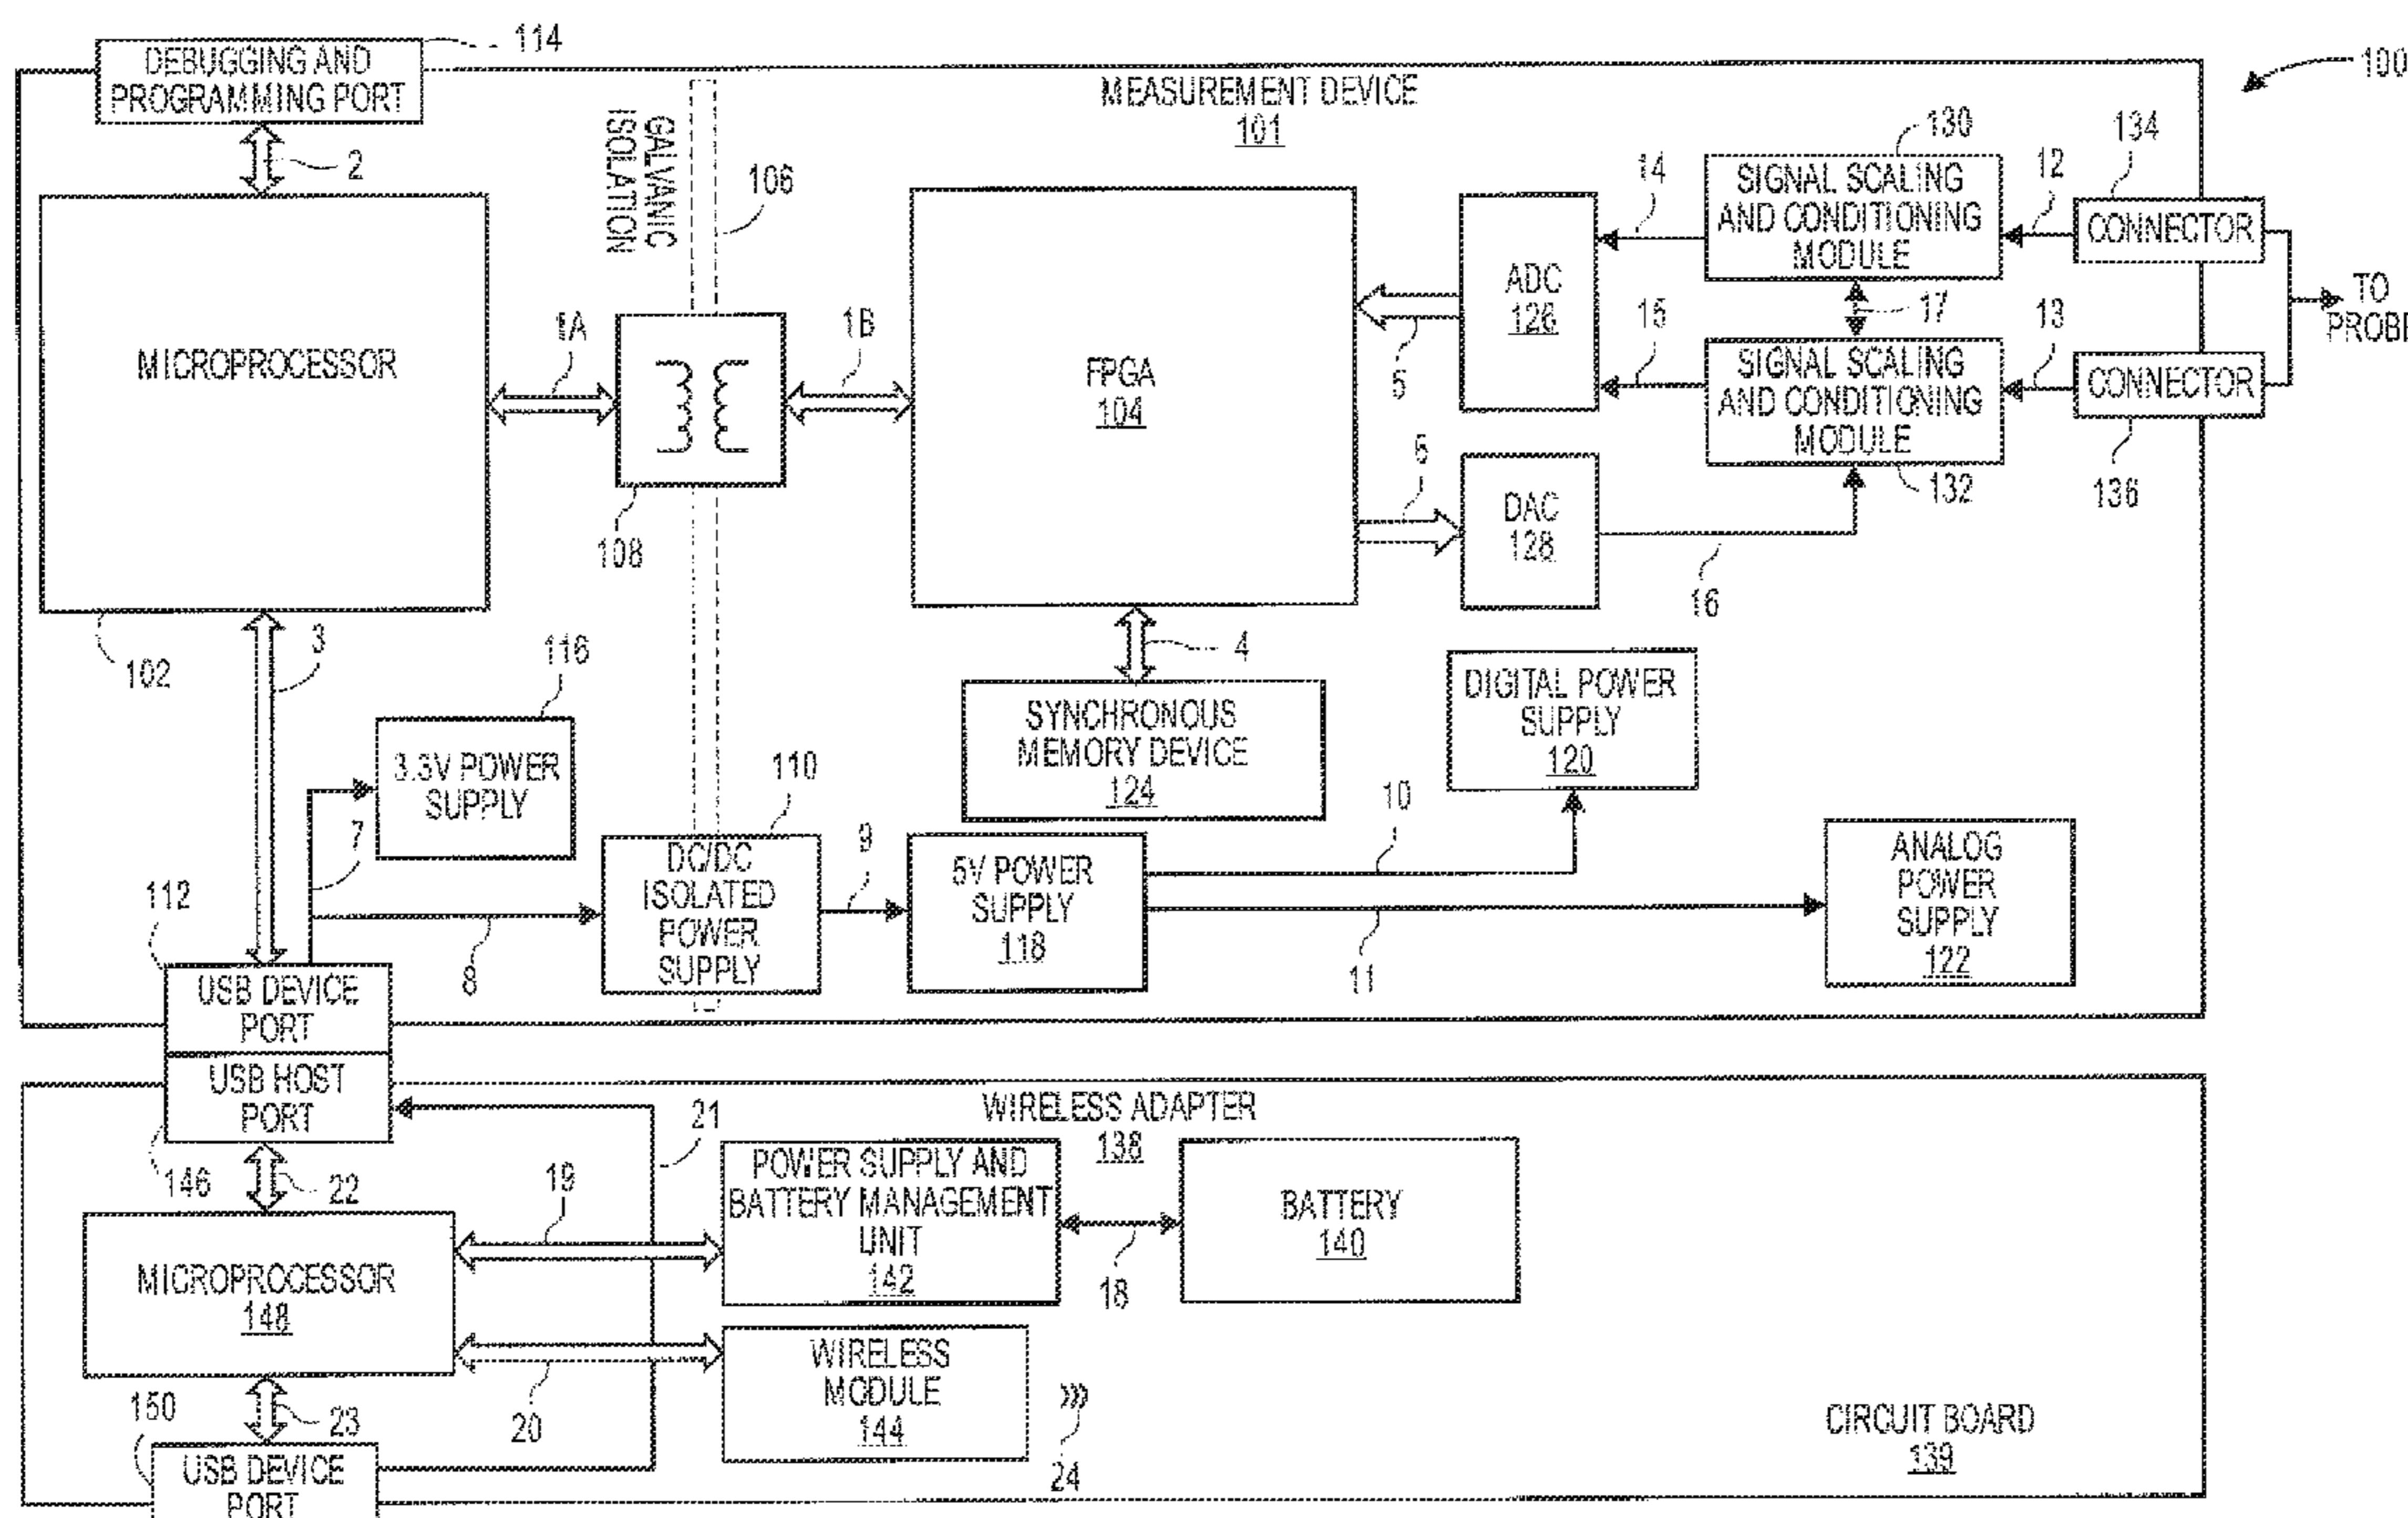 114
DEBUGGING AND
PROGRAMMING PORT
2
MICROPROCESSOR
102
GALVANIC
ISOLATION
106
MEASUREMENT DEVICE
101
100
1A
1B
108
FPGA
104
ADC
126
5
6
DAC
128
14
15
16
130
SIGNAL SCALING
AND CONDITIONING
MODULE
17
SIGNAL SCALING
AND CONDITIONING
MODULE
132
12
13
134
CONNECTOR
CONNECTOR
136
TO
PROBE
3
4
116
3.3V POWER
SUPPLY
7
8
110
DC/DC
ISOLATED
POWER
SUPPLY
9
SYNCHRONOUS
MEMORY DEVICE
124
5V POWER
SUPPLY
118
10
11
DIGITAL POWER
SUPPLY
120
ANALOG
POWER
SUPPLY
122
112
USB DEVICE
PORT
USB HOST
PORT
146
22
21
WIRELESS ADAPTER
138
19
MICROPROCESSOR
148
POWER SUPPLY AND
BATTERY MANAGEMENT
UNIT
142
18
BATTERY
140
20
WIRELESS
MODULE
144
24
150
23
USB DEVICE
PORT
CIRCUIT BOARD
139